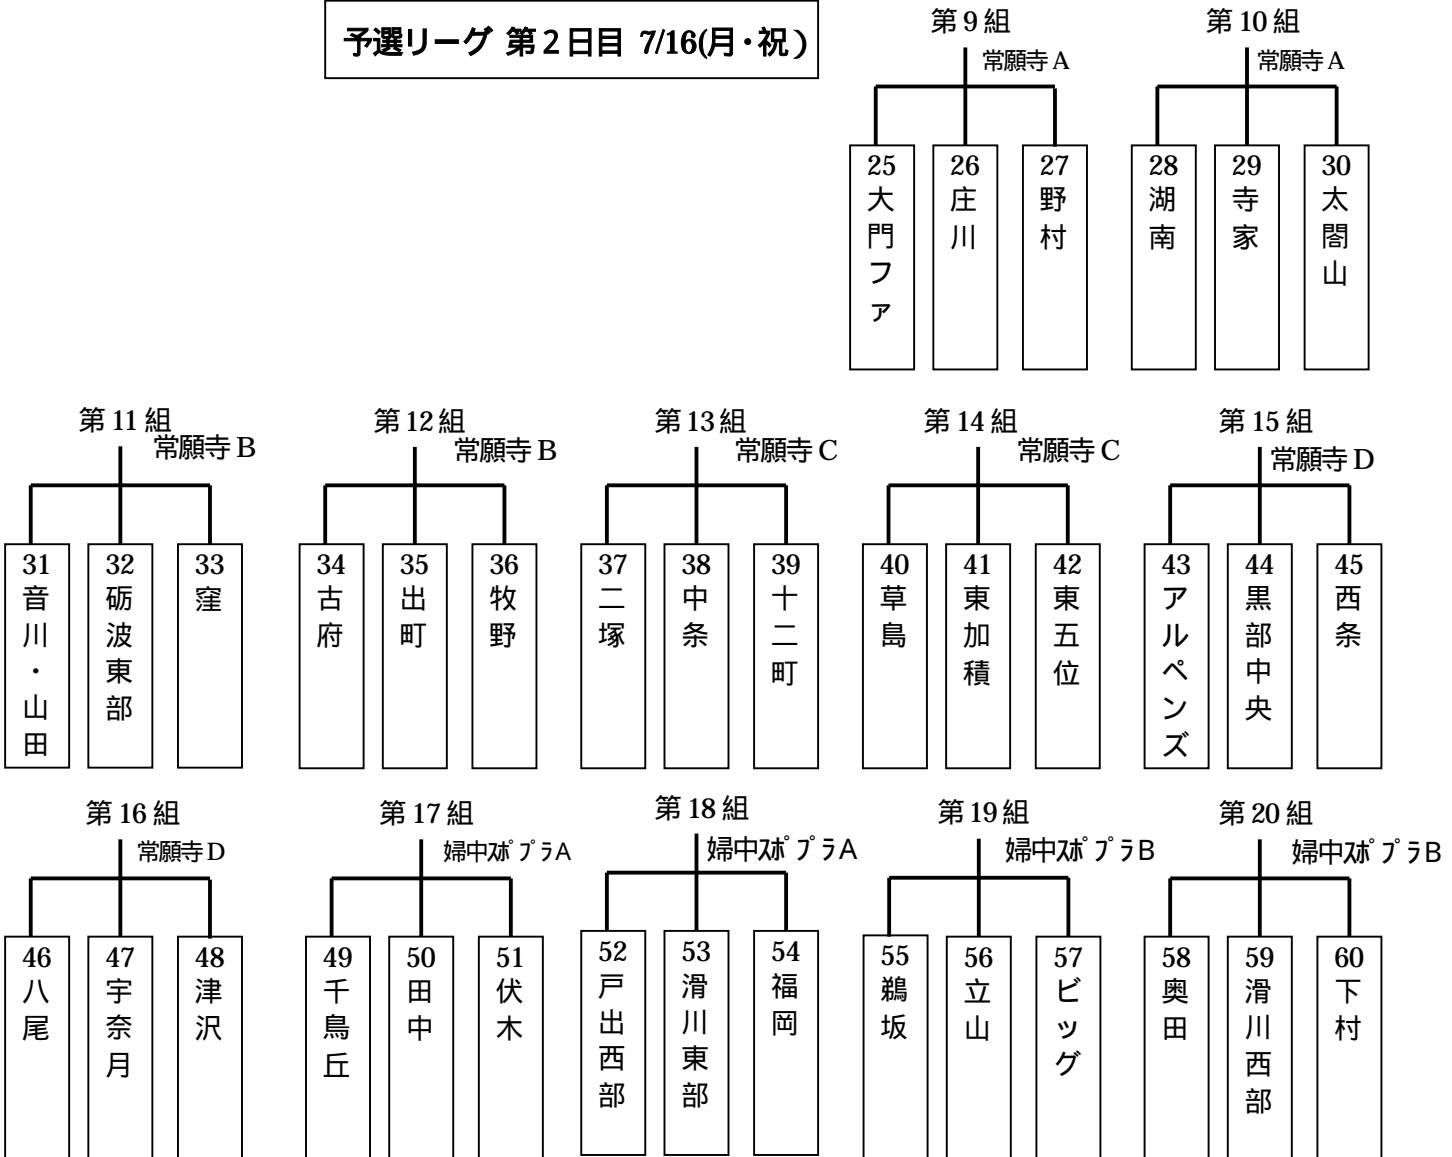 予選リーグ 第2日目 7/16(月・祝)
第9組
常願寺A
25 大門ファ
26 庄川
27 野村
第10組
常願寺A
28 湖南
29 寺家
30 太閤山
第11組
常願寺B
31 音川・山田
32 砺波東部
33 窪
第12組
常願寺B
34 古府
35 出町
36 牧野
第13組
常願寺C
37 二塚
38 中条
39 十二町
第14組
常願寺C
40 草島
41 東加積
42 東五位
第15組
常願寺D
43 アルペンズ
44 黒部中央
45 西条
第16組
常願寺D
46 八尾
47 宇奈月
48 津沢
第17組
婦中ｽﾎﾟﾌﾟﾗA
49 千鳥丘
50 田中
51 伏木
第18組
婦中ｽﾎﾟﾌﾟﾗA
52 戸出西部
53 滑川東部
54 福岡
第19組
婦中ｽﾎﾟﾌﾟﾗB
55 鵜坂
56 立山
57 ビッグ
第20組
婦中ｽﾎﾟﾌﾟﾗB
58 奥田
59 滑川西部
60 下村